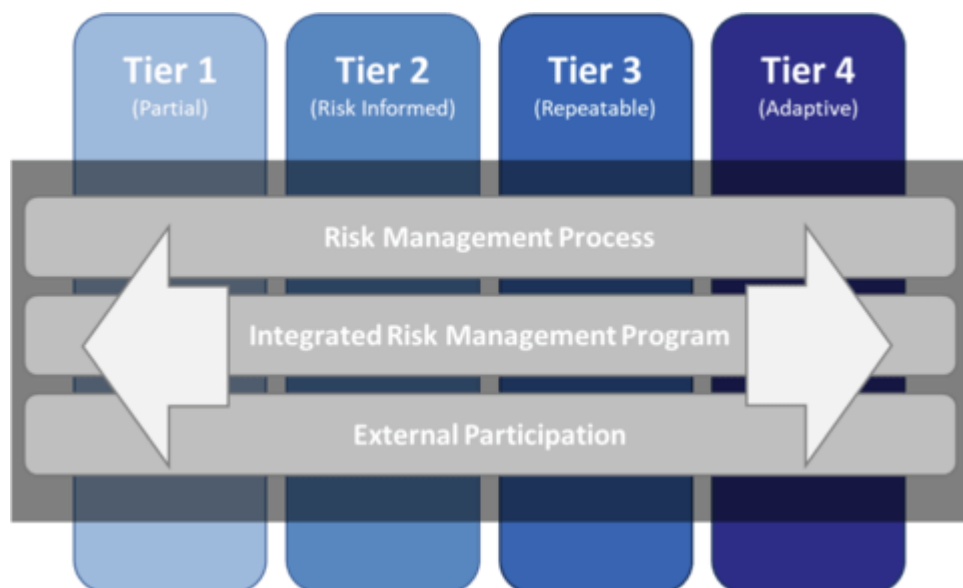 Tier 1
(Partial)
Tier 2
(Risk Informed)
Tier 3
(Repeatable)
Tier 4
(Adaptive)
Risk Management Process
Integrated Risk Management Program
External Participation